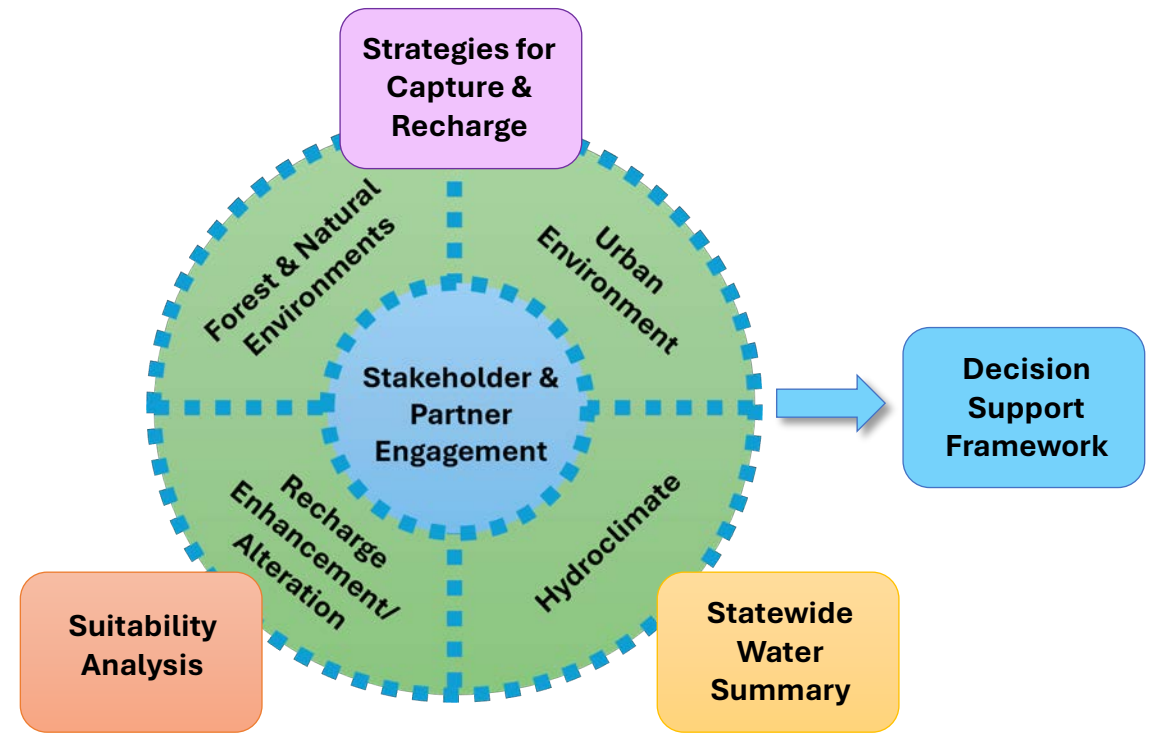 Strategies for
Capture &
Recharge
Forest & Natural
Environments
Urban
Environment
Stakeholder &
Partner
Engagement
Decision
Support
Framework
Recharge
Enhancement/
Alteration
Hydroclimate
Suitability
Analysis
Statewide
Water
Summary